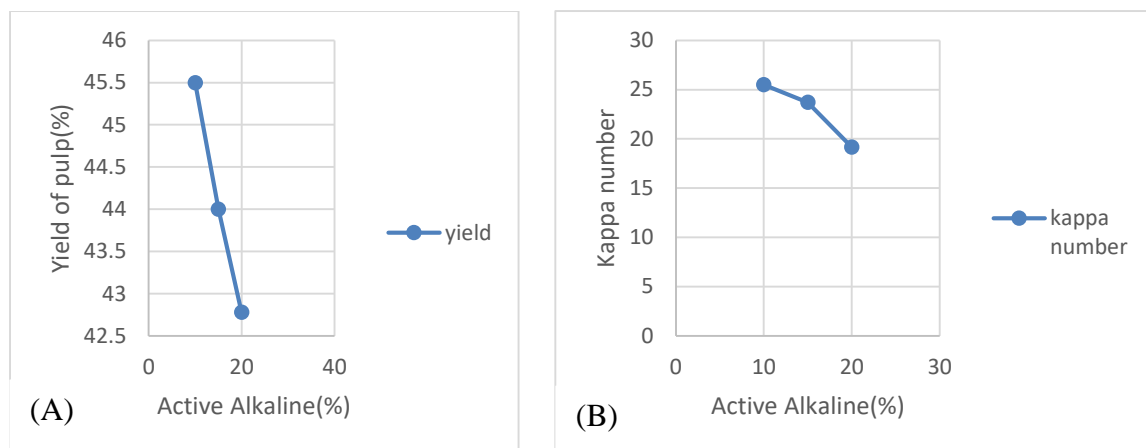 46
45.5
45
44.5
44
43.5
43
42.5
0
20
40
Yield of pulp(%)
Active Alkaline(%)
yield
(A)
30
25
20
15
10
5
0
0
10
20
30
Kappa number
Active Alkaline(%)
kappa
number
(B)